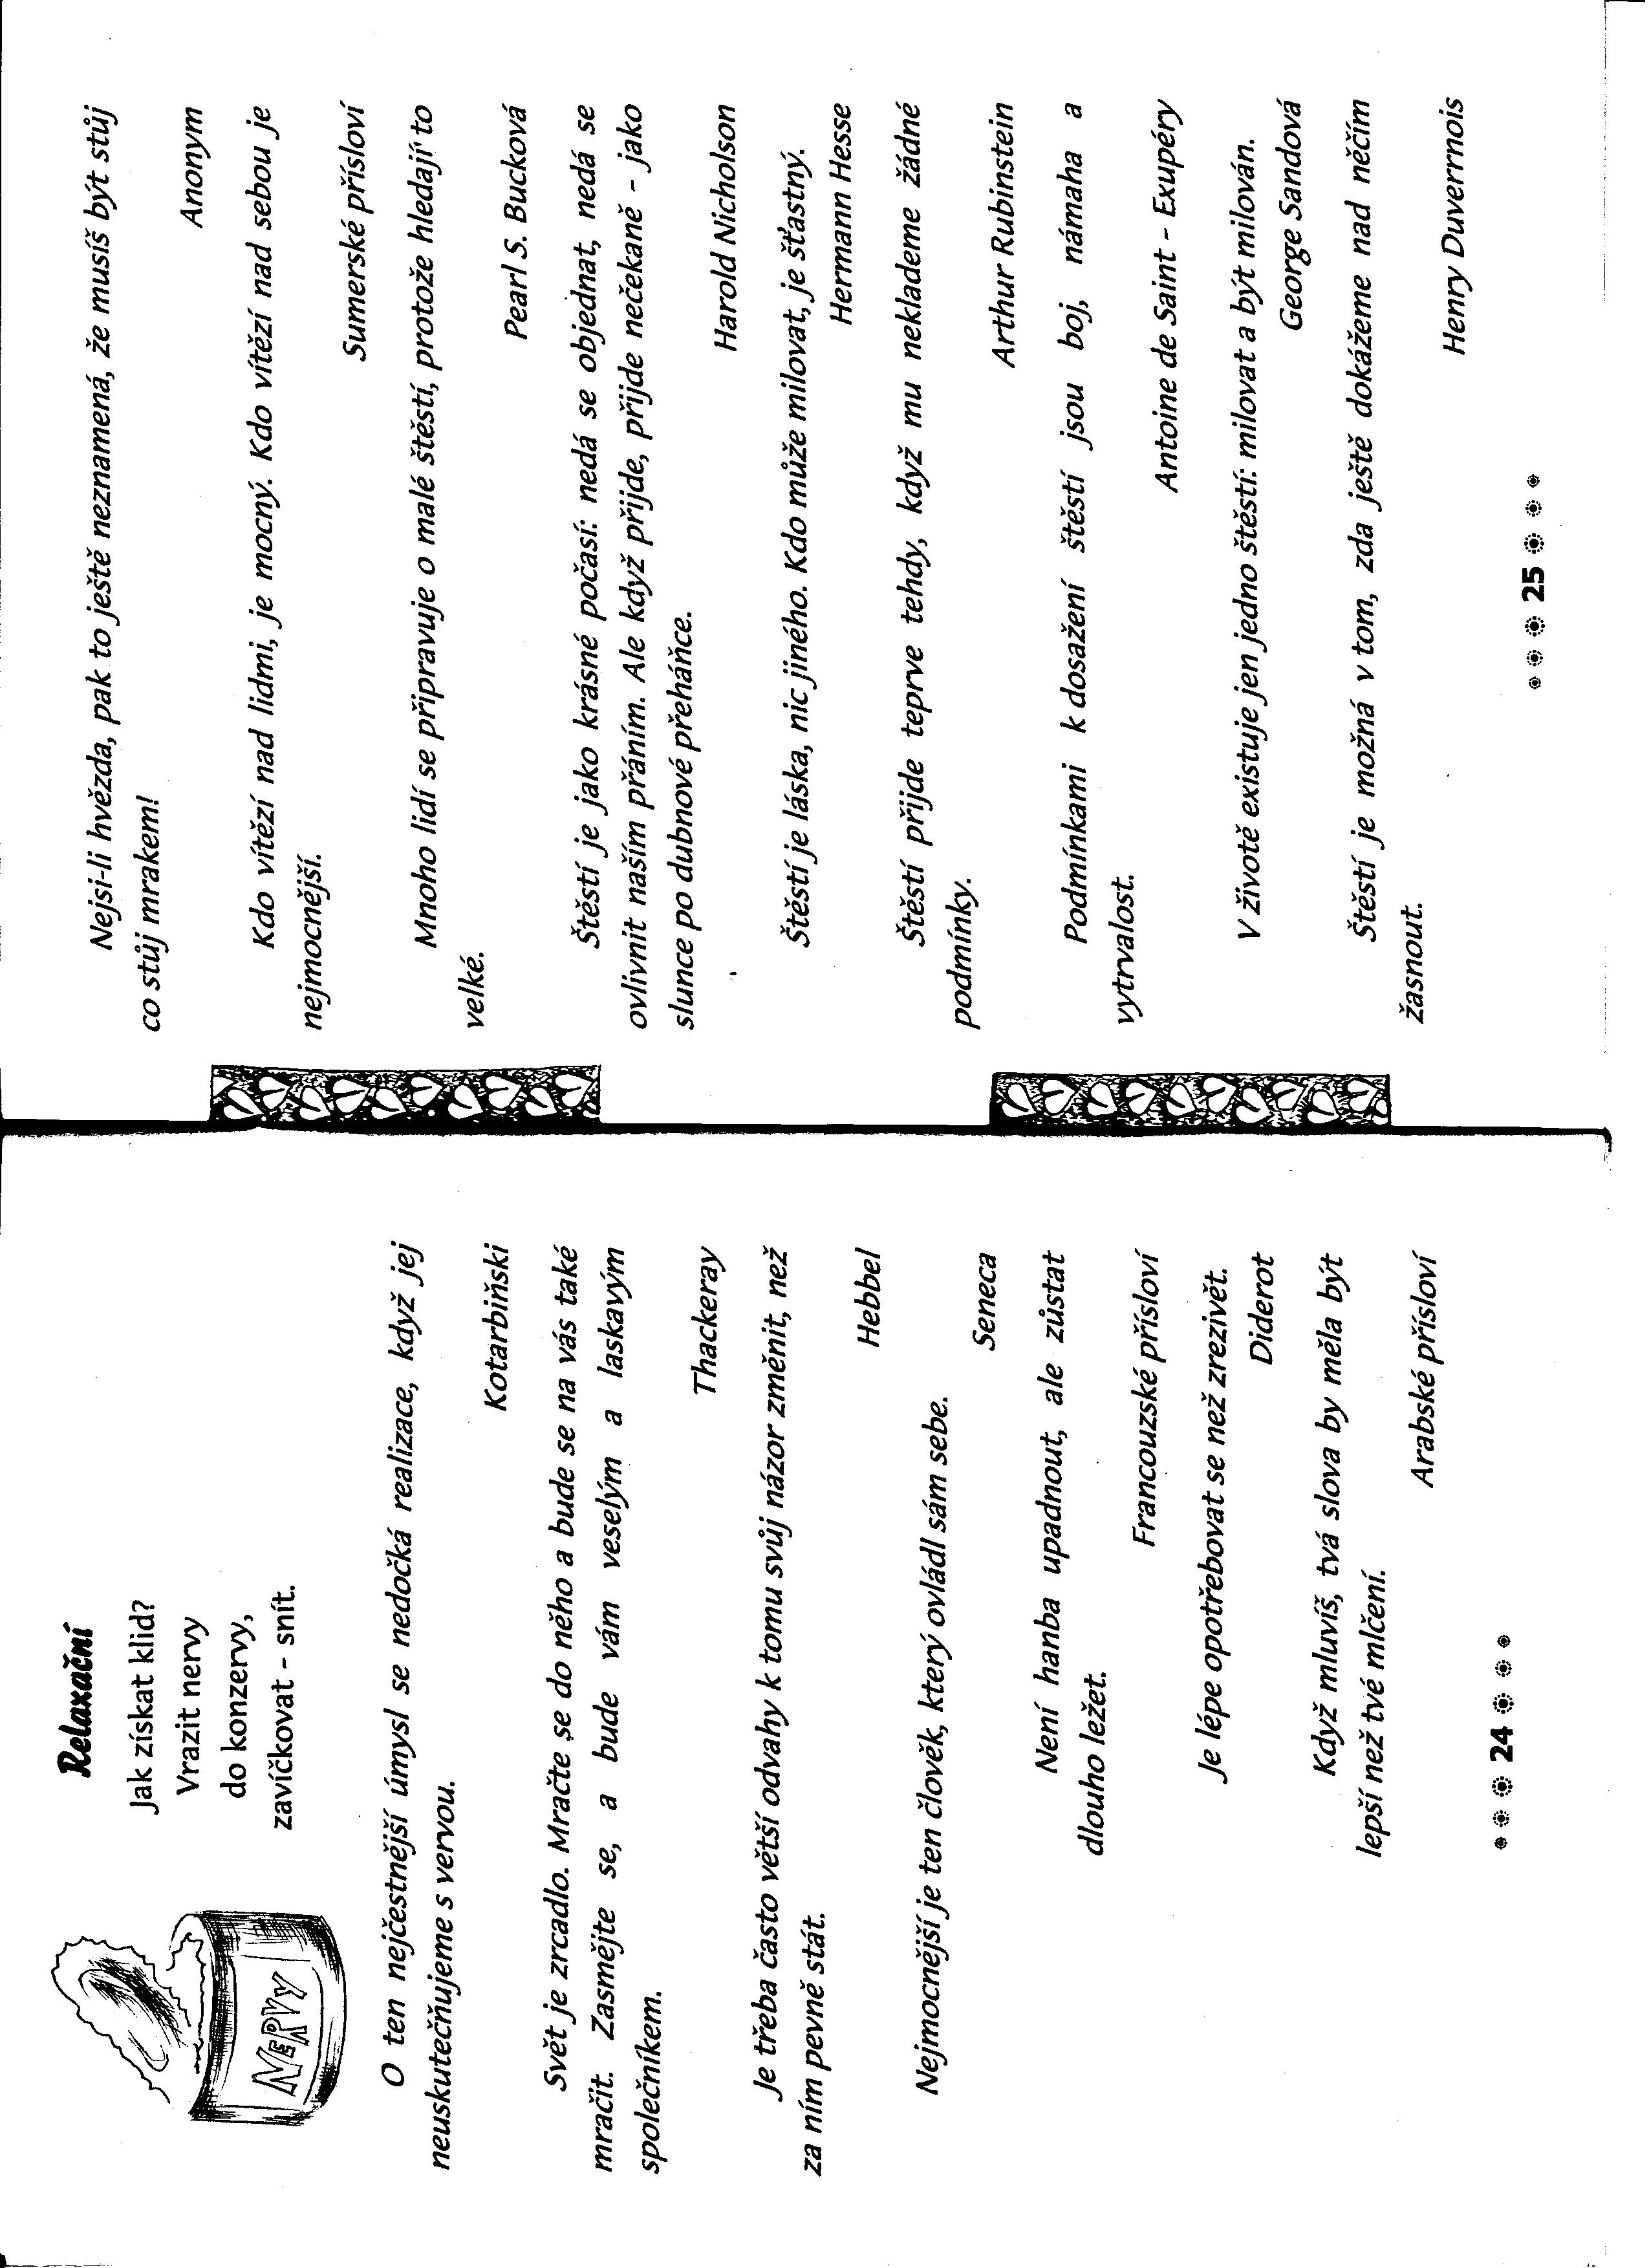 NERVY
Relaxační
Jak získat klid?
Vrazit nervy
do konzervy,
zavíčkovat - snít.
O ten nejčestnější úmysl se nedočká realizace, když jej
neuskutečňujeme s vervou.
Kotarbiňski
Svět je zrcadlo. Mračte se do něho a bude se na vás také
mračit. Zasmějte se, a bude vám veselým a laskavým
společníkem.
Thackeray
Je třeba často větší odvahy k tomu svůj názor změnit, než
za ním pevně stát.
Hebbel
Nejmocnější je ten člověk, který ovládl sám sebe.
Seneca
Není hanba upadnout, ale zůstat
dlouho ležet.
Francouzské přísloví
Je lépe opotřebovat se než zrezivět.
Diderot
Když mluvíš, tvá slova by měla být
lepší než tvé mlčení.
Arabské přísloví
24
Nejsi-li hvězda, pak to ještě neznamená, že musíš být stůj
co stůj mrakem!
Anonym
Kdo vítězí nad lidmi, je mocný. Kdo vítězí nad sebou je
nejmocnější.
Sumerské přísloví
Mnoho lidí se připravuje o malé štěstí, protože hledají to
velké.
Pearl S. Bucková
Štěstí je jako krásné počasí: nedá se objednat, nedá se
ovlivnit naším přáním. Ale když přijde, přijde nečekaně - jako
slunce po dubnové přeháňce.
Harold Nicholson
Štěstí je láska, nic jiného. Kdo může milovat, je šťastný.
Hermann Hesse
Štěstí přijde teprve tehdy, když mu neklademe žádné
podmínky.
Arthur Rubinstein
Podmínkami k dosažení štěstí jsou boj, námaha a
vytrvalost.
Antoine de Saint - Exupéry
V životě existuje jen jedno štěstí: milovat a být milován.
George Sandová
Štěstí je možná v tom, zda ještě dokážeme nad něčím
žasnout.
Henry Duvernois
25